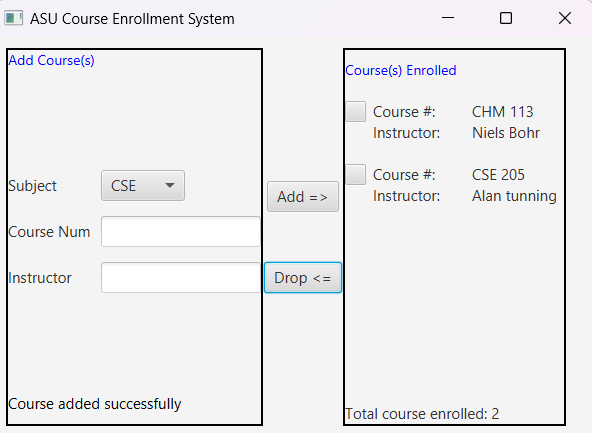 ASU Course Enrollment System
Add Course(s)
Subject CSE
Course Num
Instructor
Course added successfully
Add =>
Drop <=
Course(s) Enrolled
Course #: CHM 113
Instructor: Niels Bohr
Course #: CSE 205
Instructor: Alan tunning
Total course enrolled: 2